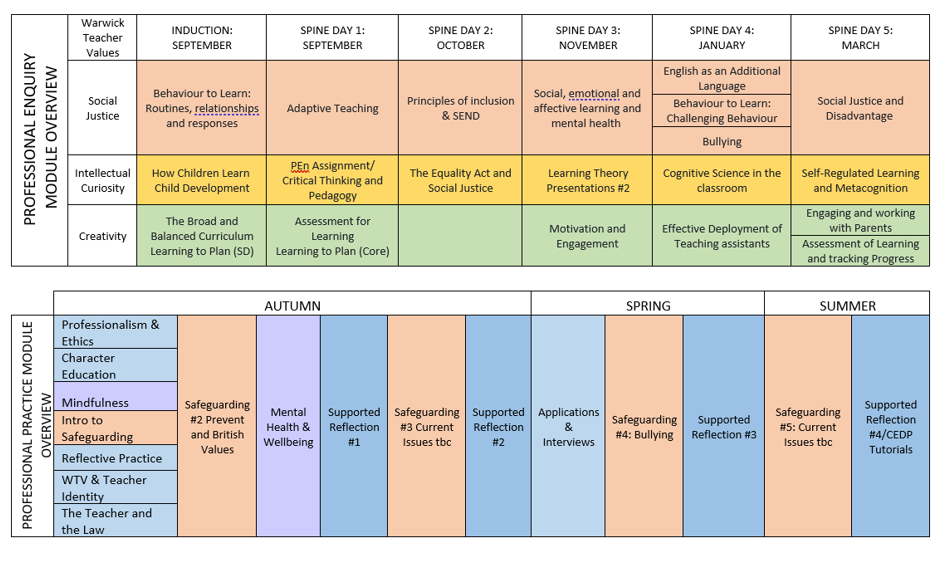 PROFESSIONAL ENQUIRY
MODULE OVERVIEW
Warwick
Teacher
Values
INDUCTION:
SEPTEMBER
SPINE DAY 1:
SEPTEMBER
SPINE DAY 2:
OCTOBER
SPINE DAY 3:
NOVEMBER
SPINE DAY 4:
JANUARY
SPINE DAY 5:
MARCH
Social
Justice
Behaviour to Learn:
Routines, relationships
and responses
Adaptive Teaching
Principles of inclusion
& SEND
Social, emotional and
affective learning and
mental health
English as an Additional
Language
Behaviour to Learn:
Challenging Behaviour
Bullying
Social Justice and
Disadvantage
Intellectual
Curiosity
How Children Learn
Child Development
PEn Assignment/
Critical Thinking and
Pedagogy
The Equality Act and
Social Justice
Learning Theory
Presentations #2
Cognitive Science in the
classroom
Self-Regulated Learning
and Metacognition
Creativity
The Broad and
Balanced Curriculum
Learning to Plan (SD)
Assessment for
Learning
Learning to Plan (Core)
Motivation and
Engagement
Effective Deployment of
Teaching assistants
Engaging and working
with Parents
Assessment of Learning
and tracking Progress
AUTUMN
SPRING
SUMMER
PROFESSIONAL PRACTICE MODULE
OVERVIEW
Professionalism &
Ethics
Character
Education
Mindfulness
Intro to
Safeguarding
Reflective Practice
WTV & Teacher
Identity
The Teacher and
the Law
Safeguarding
#2 Prevent
and British
Values
Mental
Health &
Wellbeing
Supported
Reflection
#1
Safeguarding
#3 Current
Issues tbc
Supported
Reflection
#2
Applications
&
Interviews
Safeguarding
#4: Bullying
Supported
Reflection #3
Safeguarding
#5: Current
Issues tbc
Supported
Reflection
#4/CEDP
Tutorials